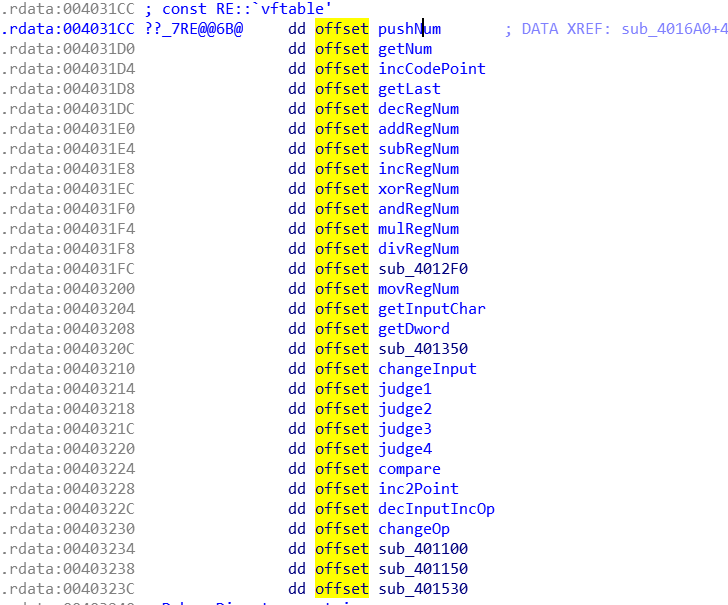 .rdata:004031CC ; const RE::`vftable'
.rdata:004031CC ??_7RE@@6B@ dd offset pushNum ; DATA XREF: sub_4016A0+4
.rdata:004031D0 dd offset getNum
.rdata:004031D4 dd offset incCodePoint
.rdata:004031D8 dd offset getLast
.rdata:004031DC dd offset decRegNum
.rdata:004031E0 dd offset addRegNum
.rdata:004031E4 dd offset subRegNum
.rdata:004031E8 dd offset incRegNum
.rdata:004031EC dd offset xorRegNum
.rdata:004031F0 dd offset andRegNum
.rdata:004031F4 dd offset mulRegNum
.rdata:004031F8 dd offset divRegNum
.rdata:004031FC dd offset sub_4012F0
.rdata:00403200 dd offset movRegNum
.rdata:00403204 dd offset getInputChar
.rdata:00403208 dd offset getDword
.rdata:0040320C dd offset sub_401350
.rdata:00403210 dd offset changeInput
.rdata:00403214 dd offset judge1
.rdata:00403218 dd offset judge2
.rdata:0040321C dd offset judge3
.rdata:00403220 dd offset judge4
.rdata:00403224 dd offset compare
.rdata:00403228 dd offset inc2Point
.rdata:0040322C dd offset decInputIncOp
.rdata:00403230 dd offset changeOp
.rdata:00403234 dd offset sub_401100
.rdata:00403238 dd offset sub_401150
.rdata:0040323C dd offset sub_401530